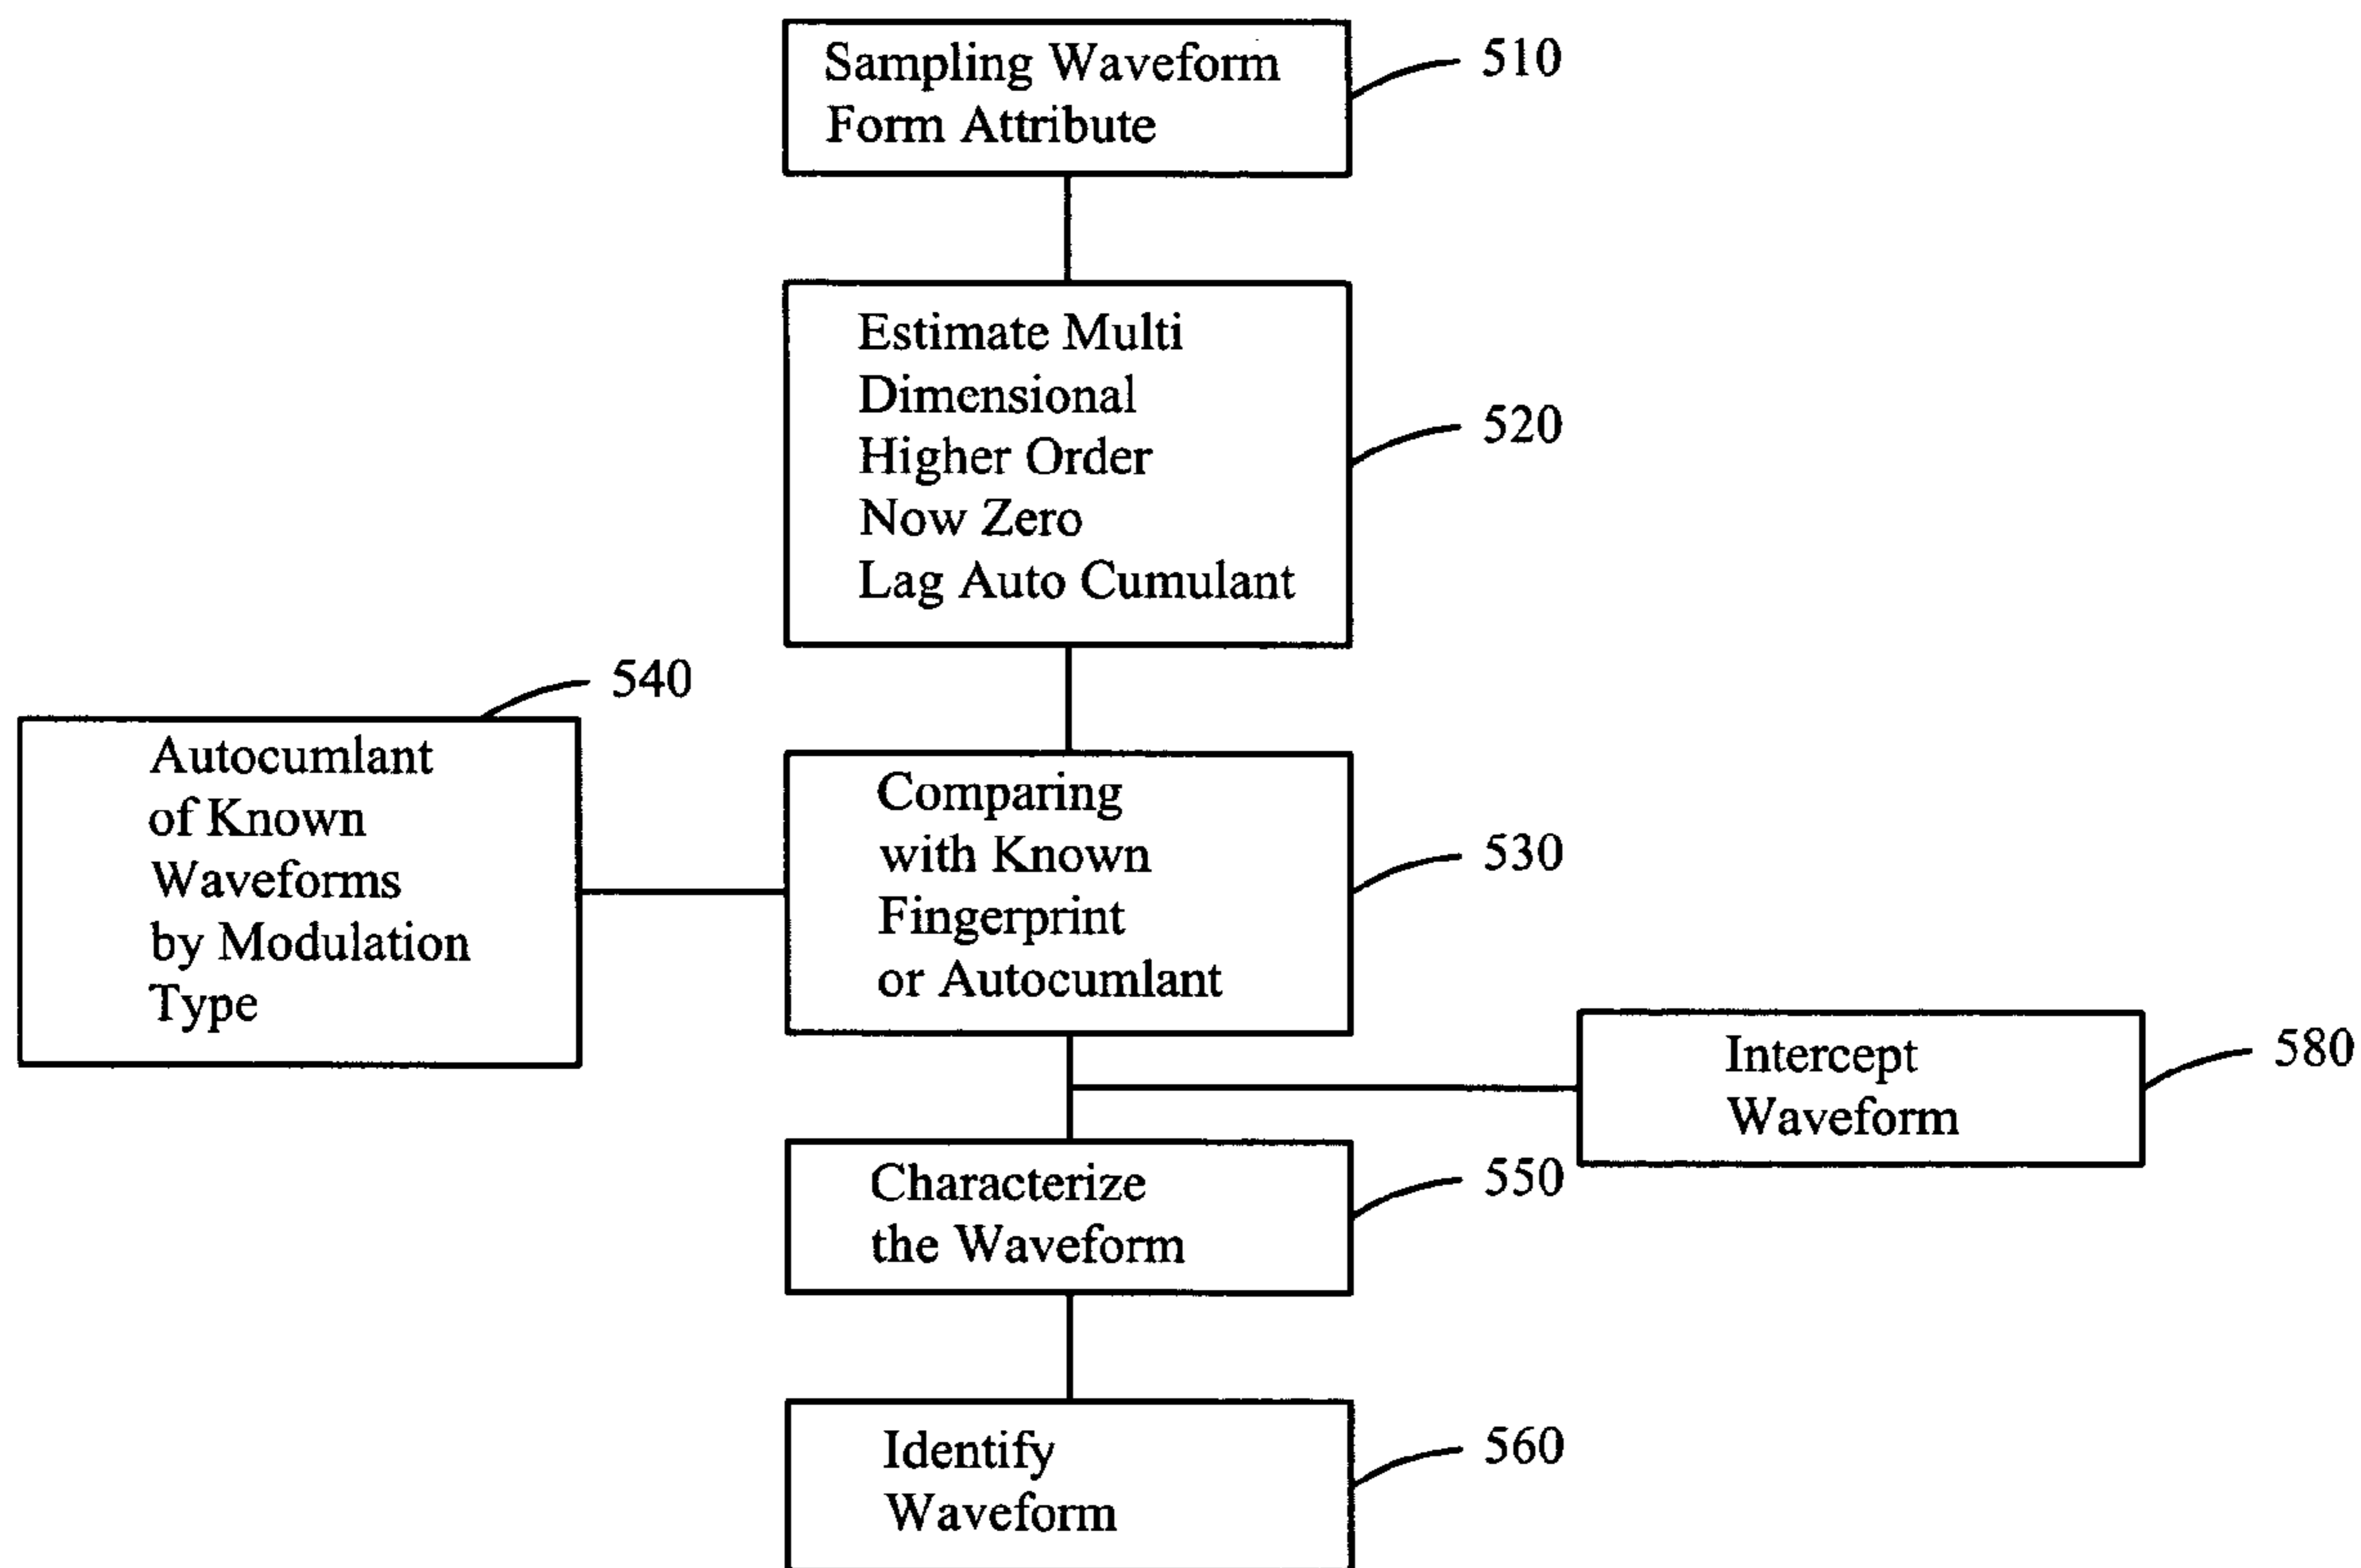 Sampling Waveform
Form Attribute
510
Estimate Multi
Dimensional
Higher Order
Now Zero
Lag Auto Cumulant
520
540
Autocumlant
of Known
Waveforms
by Modulation
Type
Comparing
with Known
Fingerprint
or Autocumlant
530
Intercept
Waveform
580
Characterize
the Waveform
550
Identify
Waveform
560